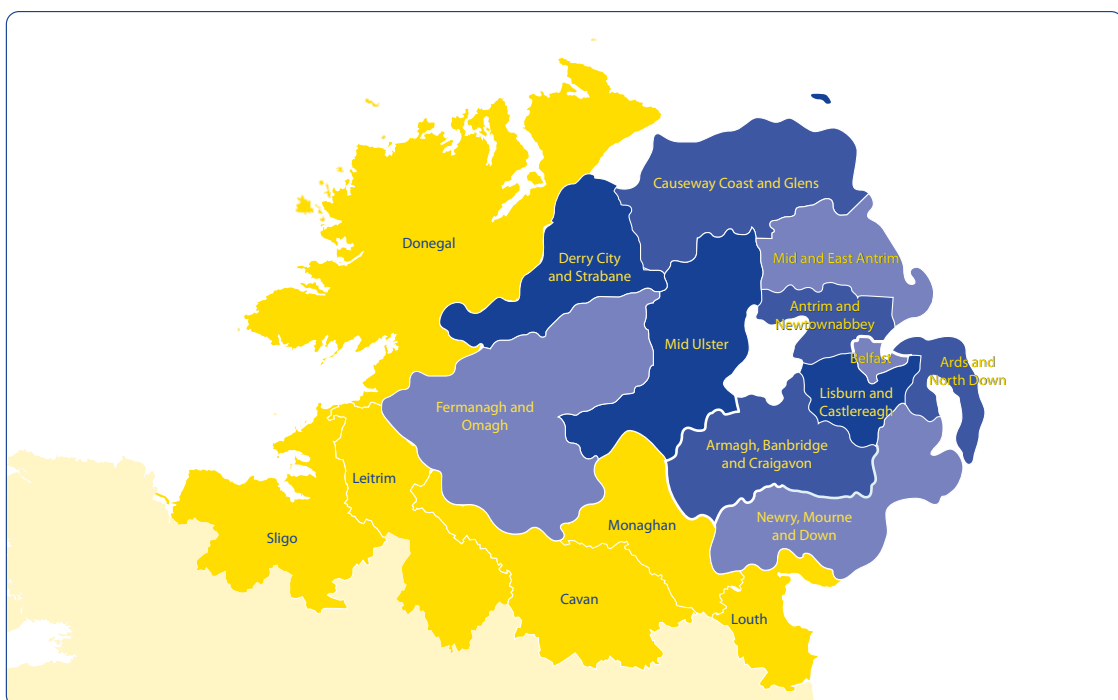 Causeway Coast and Glens
Donegal
Derry City
and Strabane
Mid and East Antrim
Antrim and
Newtownabbey
Mid Ulster
Belfast
Ards and
North Down
Lisburn and
Castlereagh
Fermanagh and
Omagh
Armagh, Banbridge
and Craigavon
Leitrim
Monaghan
Newry, Mourne
and Down
Sligo
Cavan
Louth